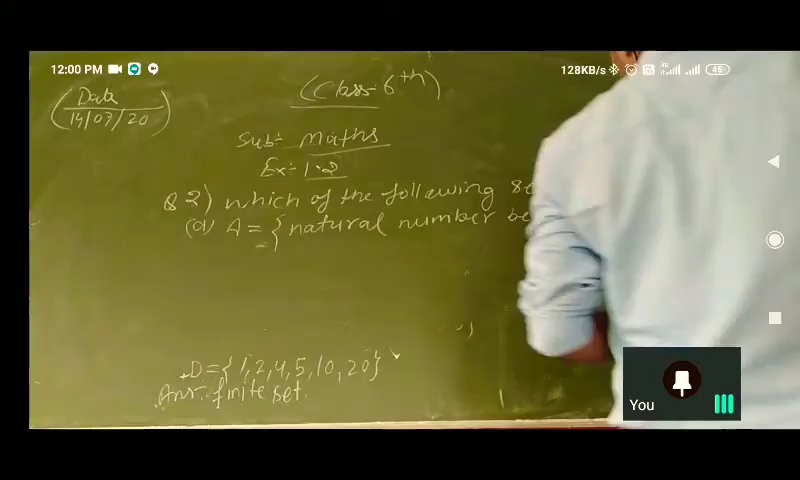 12:00 PM 128KB/s 45
(Class-6th)
(Date
14/07/20)
Sub:- Maths
Ex:-1.2
Q2) which of the following se
(a) A = { natural number be
= {
D = {1,2,4,5,10,20}
Ans. finite set.
You